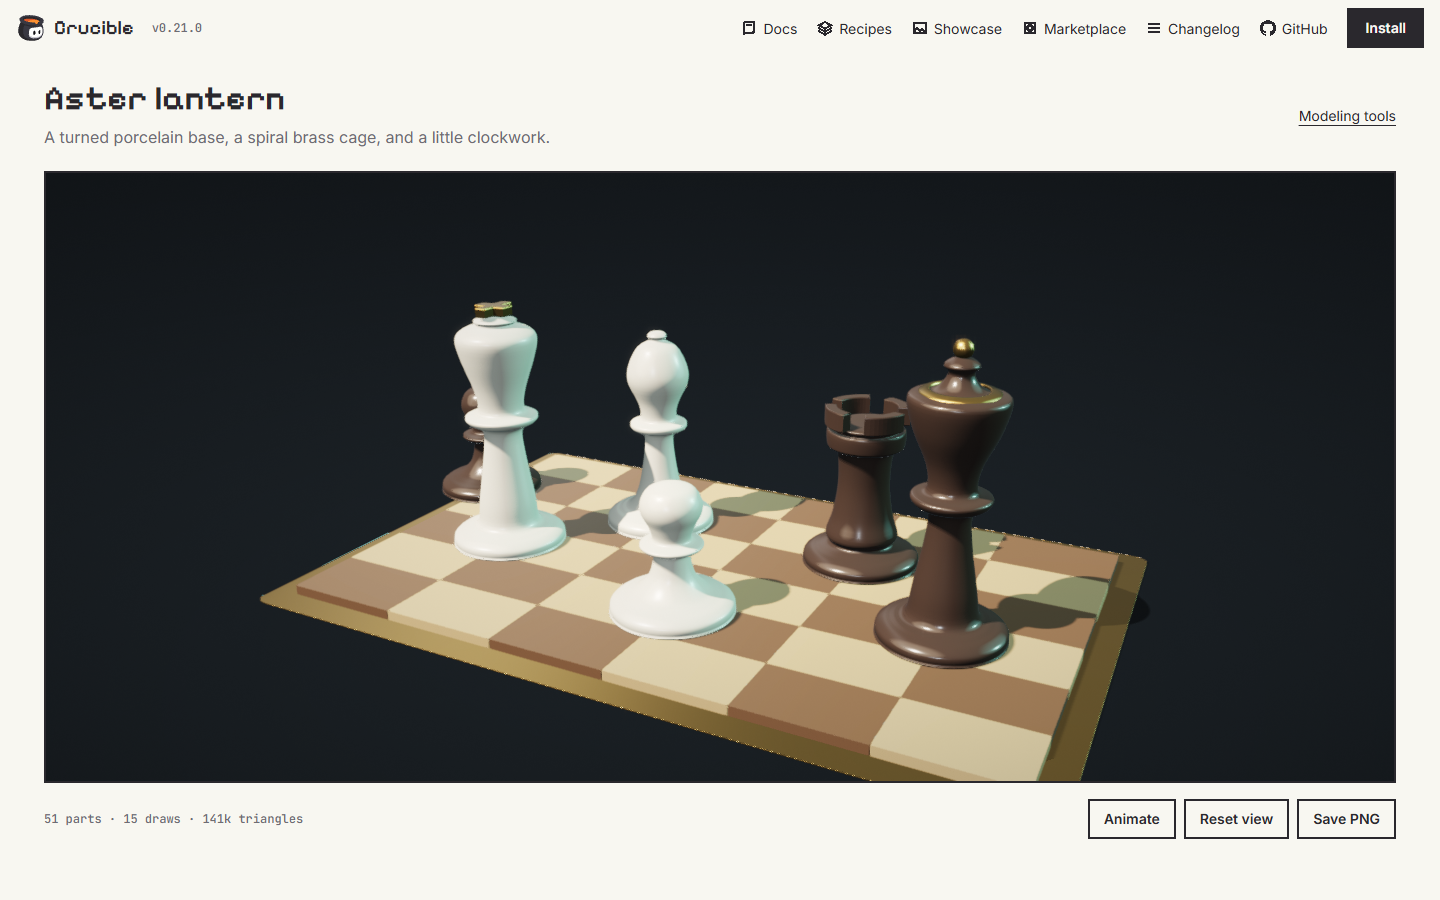 Crucible v0.21.0 Docs Recipes Showcase Marketplace Changelog GitHub Install
Aster lantern
A turned porcelain base, a spiral brass cage, and a little clockwork.
Modeling tools
51 parts · 15 draws · 141k triangles
Animate Reset view Save PNG